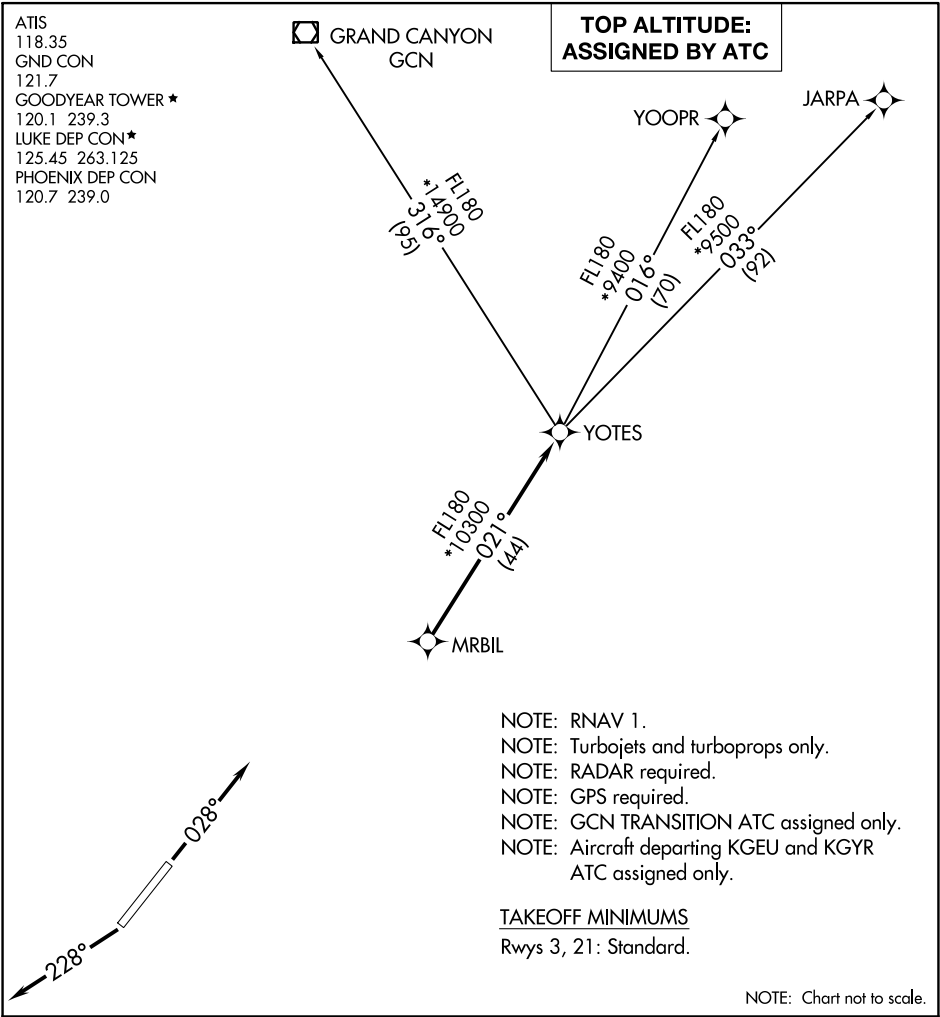 ATIS
118.35
GND CON
121.7
GOODYEAR TOWER ★
120.1 239.3
LUKE DEP CON★
125.45 263.125
PHOENIX DEP CON
120.7 239.0
GRAND CANYON
GCN
TOP ALTITUDE:
ASSIGNED BY ATC
YOOPR
JARPA
FL180
*14900
316°
(95)
FL180
*9400
016°
(70)
FL180
*9500
033°
(92)
YOTES
FL180
*10300
021°
(44)
MRBIL
028°
228°
NOTE: RNAV 1.
NOTE: Turbojets and turboprops only.
NOTE: RADAR required.
NOTE: GPS required.
NOTE: GCN TRANSITION ATC assigned only.
NOTE: Aircraft departing KGEU and KGYR
ATC assigned only.
TAKEOFF MINIMUMS
Rwys 3, 21: Standard.
NOTE: Chart not to scale.